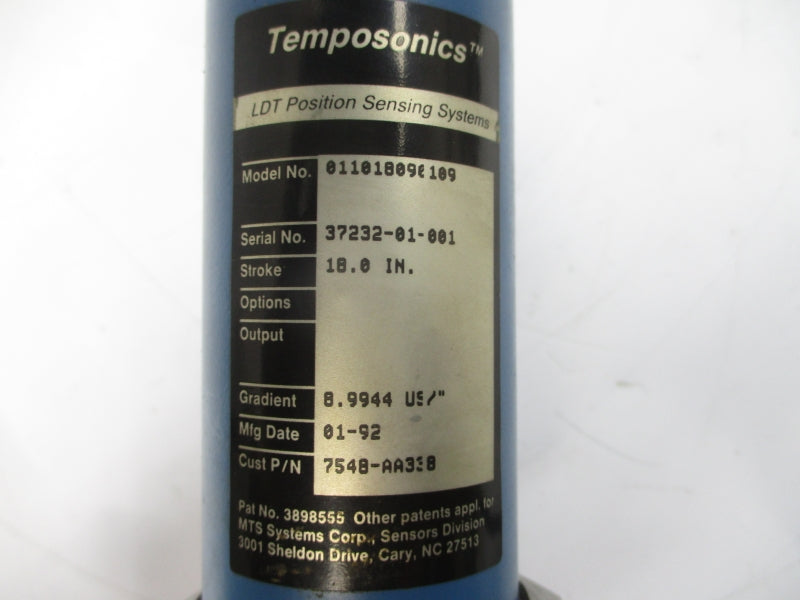 Temposonics™
LDT Position Sensing Systems
Model No. 011018090109
Serial No. 37232-01-001
Stroke 18.0 IN.
Options
Output
Gradient 8.9944 US/"
Mfg Date 01-92
Cust P/N 7548-AA338
Pat No. 3898555 Other patents appl. for
MTS Systems Corp., Sensors Division
3001 Sheldon Drive, Cary, NC 27513